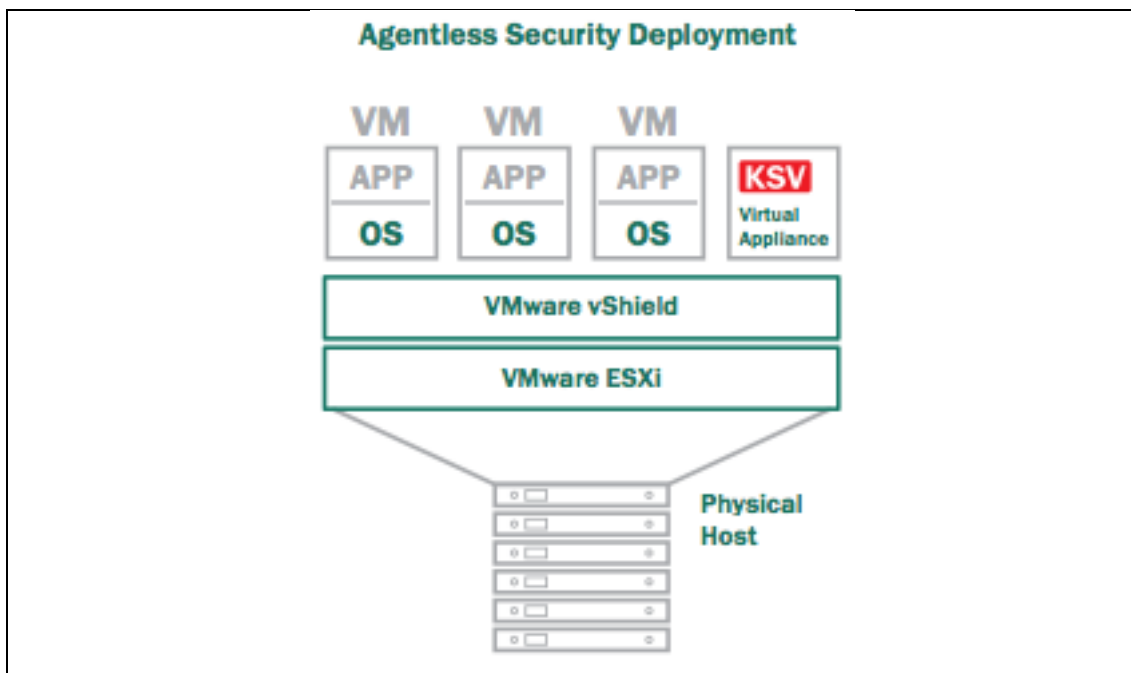 Agentless Security Deployment
VM VM VM
APP APP APP KSV
OS OS OS Virtual
Appliance
VMware vShield
VMware ESXi
Physical
Host